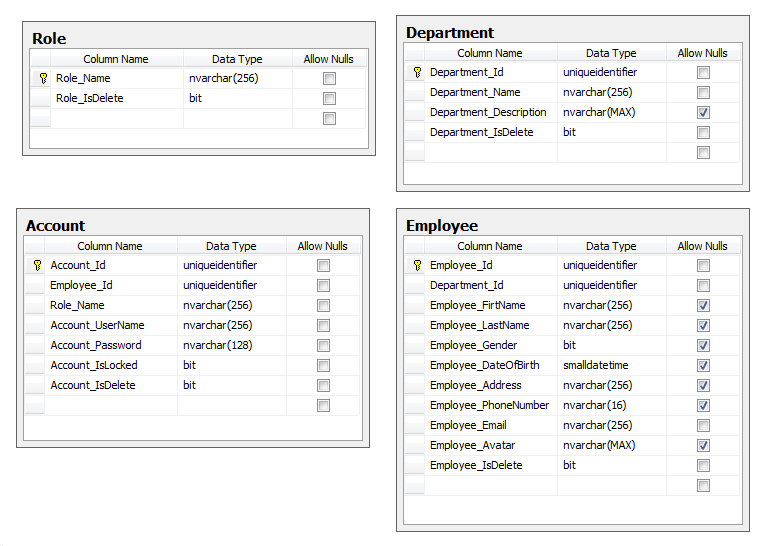 Role
Column Name Data Type Allow Nulls
Role_Name nvarchar(256)
Role_IsDelete bit
Department
Column Name Data Type Allow Nulls
Department_Id uniqueidentifier
Department_Name nvarchar(256)
Department_Description nvarchar(MAX)
Department_IsDelete bit
Account
Column Name Data Type Allow Nulls
Account_Id uniqueidentifier
Employee_Id uniqueidentifier
Role_Name nvarchar(256)
Account_UserName nvarchar(256)
Account_Password nvarchar(128)
Account_IsLocked bit
Account_IsDelete bit
Employee
Column Name Data Type Allow Nulls
Employee_Id uniqueidentifier
Department_Id uniqueidentifier
Employee_FirtName nvarchar(256)
Employee_LastName nvarchar(256)
Employee_Gender bit
Employee_DateOfBirth smalldatetime
Employee_Address nvarchar(256)
Employee_PhoneNumber nvarchar(16)
Employee_Email nvarchar(256)
Employee_Avatar nvarchar(MAX)
Employee_IsDelete bit